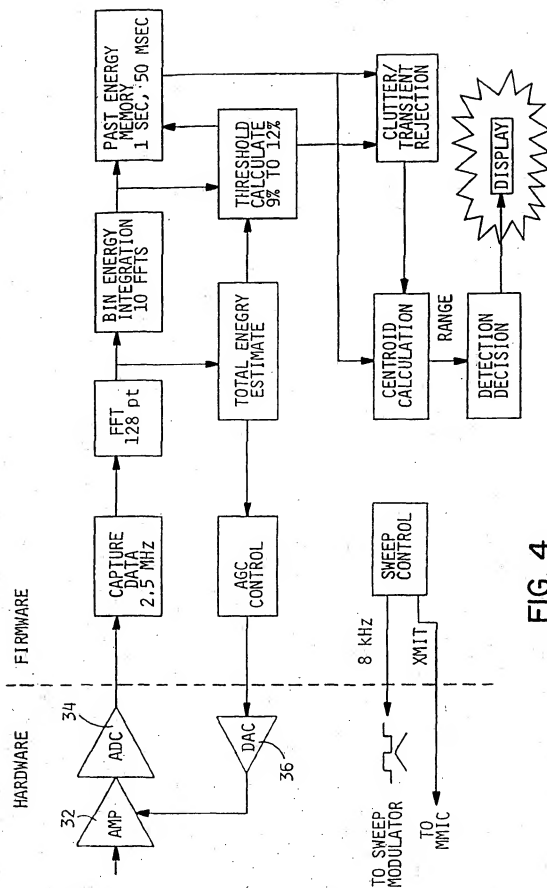 HARDWARE
FIRMWARE
32
AMP
34
ADC
CAPTURE
DATA
2.5 MHz
FFT
128 pt
BIN ENERGY
INTEGRATION
10 FFTS
PAST ENERGY
MEMORY
1 SEC, 50 MSEC
DAC
36
AGC
CONTROL
TOTAL ENEGRY
ESTIMATE
THRESHOLD
CALCULATE
9% TO 12%
TO SWEEP
MODULATOR
8 kHz
TO
MMIC
XMIT
SWEEP
CONTROL
CENTROID
CALCULATION
CLUTTER/
TRANSIENT
REJECTION
RANGE
DETECTION
DECISION
DISPLAY
FIG. 4